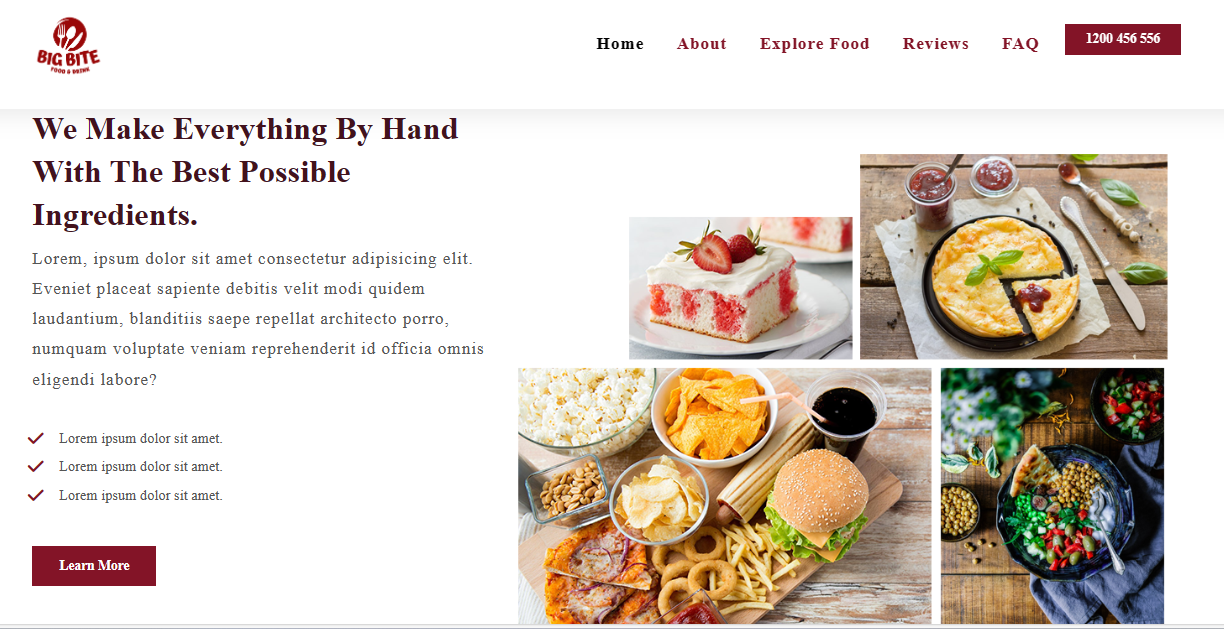 BIG BITE
FOOD & DRINK
Home About Explore Food Reviews FAQ 1200 456 556
We Make Everything By Hand
With The Best Possible
Ingredients.
Lorem, ipsum dolor sit amet consectetur adipisicing elit.
Eveniet placeat sapiente debitis velit modi quidem
laudantium, blanditiis saepe repellat architecto porro,
numquam voluptate veniam reprehenderit id officia omnis
eligendi labore?
Lorem ipsum dolor sit amet.
Lorem ipsum dolor sit amet.
Lorem ipsum dolor sit amet.
Learn More